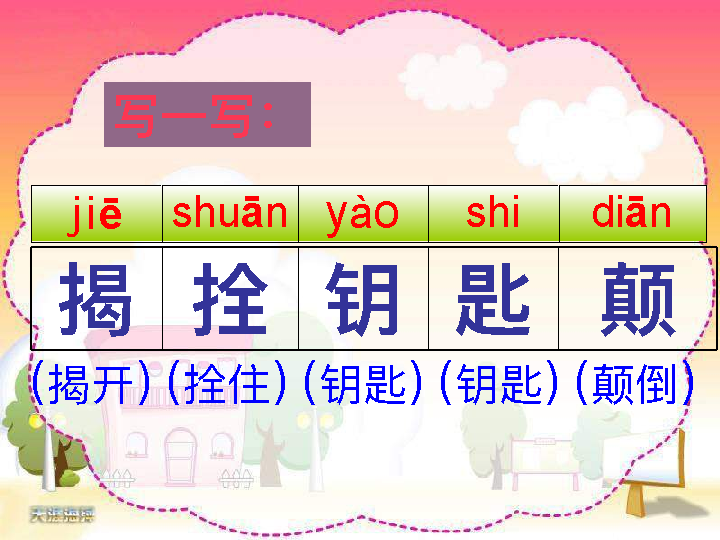 写一写：
jiē shuān yào shi diān
揭 拴 钥 匙 颠
(揭开) (拴住) (钥匙) (钥匙) (颠倒)
天涯海滨